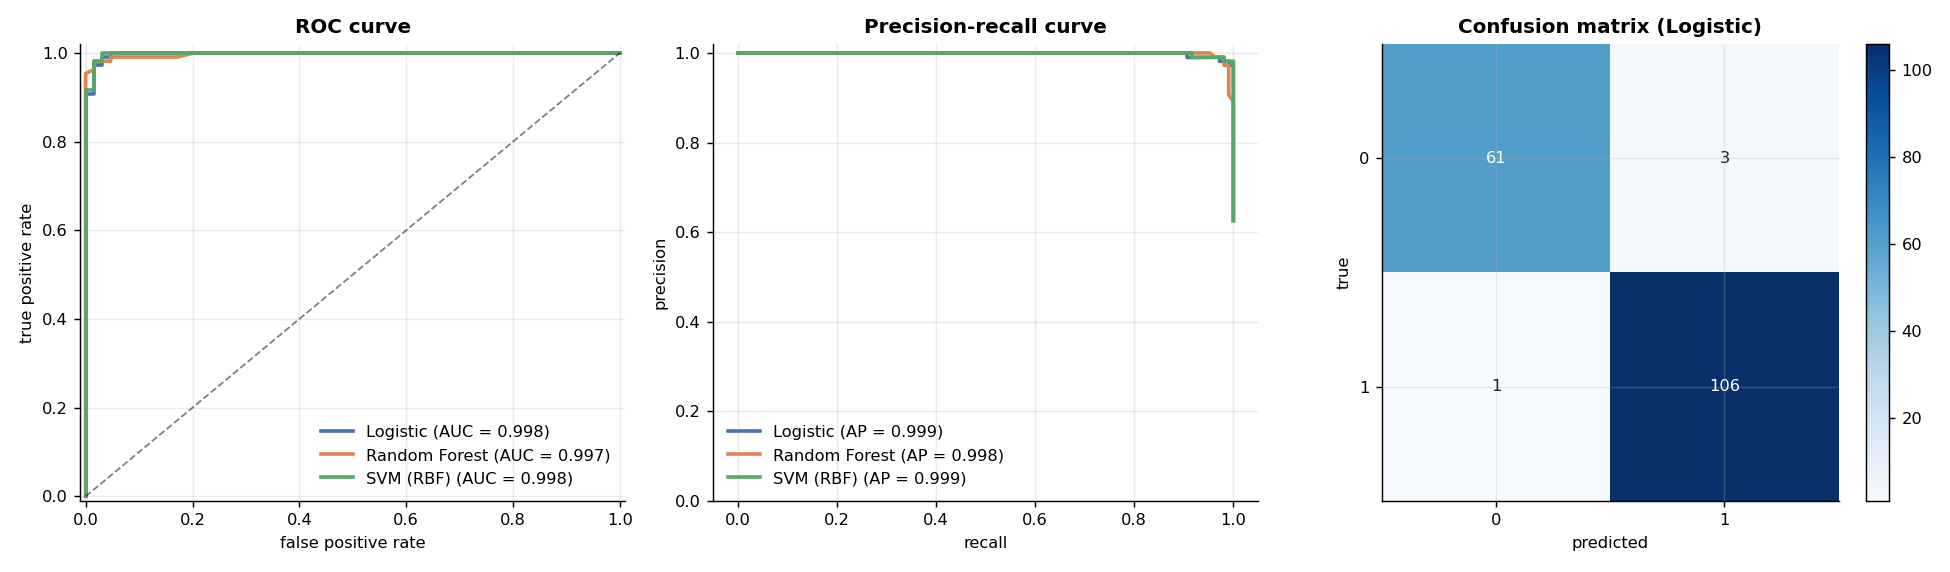 ROC curve
1.0
0.8
0.6
0.4
0.2
0.0
true positive rate
Logistic (AUC = 0.998)
Random Forest (AUC = 0.997)
SVM (RBF) (AUC = 0.998)
0.0 0.2 0.4 0.6 0.8 1.0
false positive rate
Precision-recall curve
1.0
0.8
0.6
0.4
0.2
0.0
precision
Logistic (AP = 0.999)
Random Forest (AP = 0.998)
SVM (RBF) (AP = 0.999)
0.0 0.2 0.4 0.6 0.8 1.0
recall
Confusion matrix (Logistic)
0
1
true
61 3
1 106
0 1
predicted
100
80
60
40
20